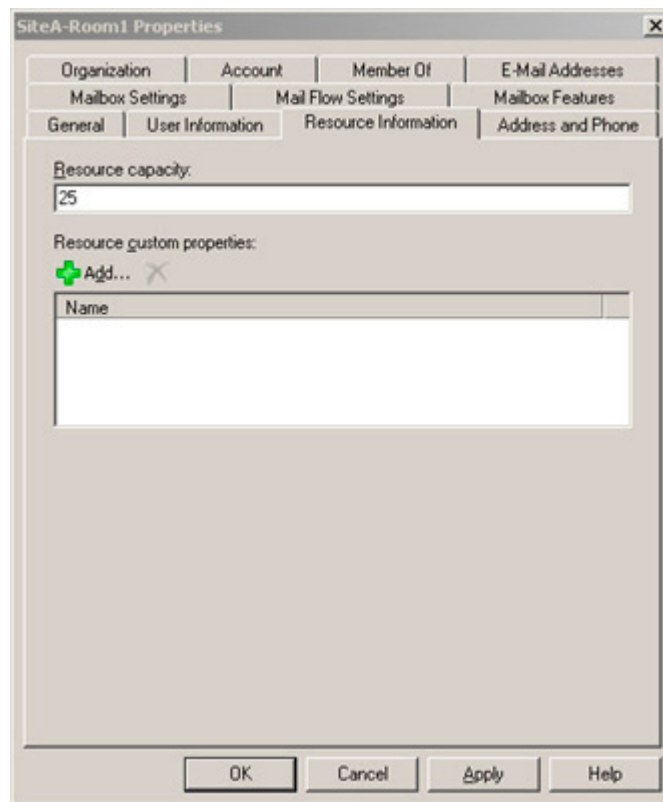 SiteA-Room1 Properties
Organization Account Member Of E-Mail Addresses
Mailbox Settings Mail Flow Settings Mailbox Features
General User Information Resource Information Address and Phone
Resource capacity:
25
Resource custom properties:
Add...
Name
OK Cancel Apply Help